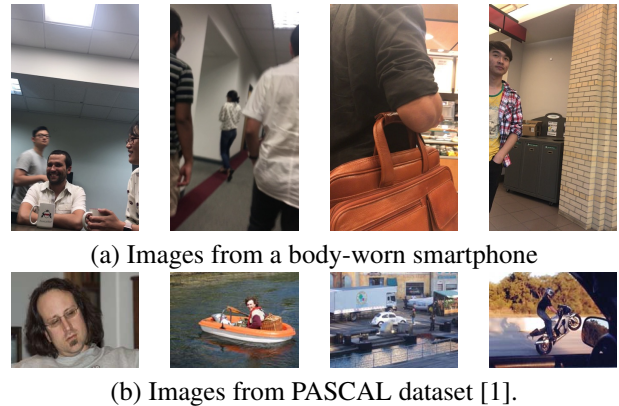 (a) Images from a body-worn smartphone
(b) Images from PASCAL dataset [1].